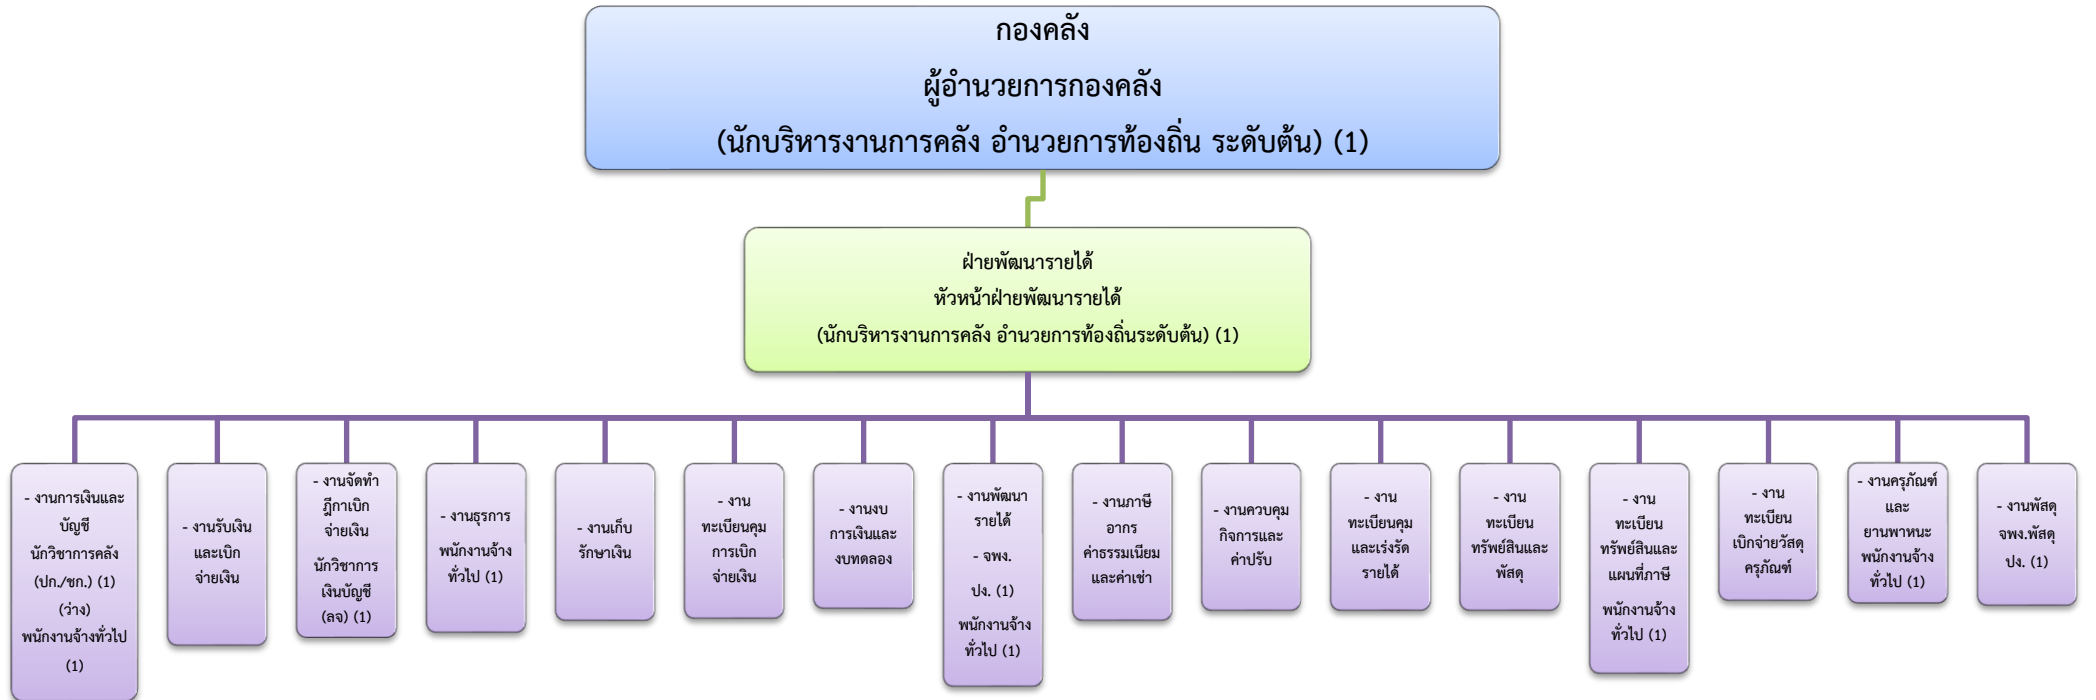 กองคลัง
ผู้อำนวยการกองคลัง
(นักบริหารงานการคลัง อำนวยการท้องถิ่น ระดับต้น) (1)
ฝ่ายพัฒนารายได้
หัวหน้าฝ่ายพัฒนารายได้
(นักบริหารงานการคลัง อำนวยการท้องถิ่นระดับต้น) (1)
- งานการเงินและ
บัญชี
นักวิชาการคลัง
(ปก./ชก.) (1)
(ว่าง)
พนักงานจ้างทั่วไป
(1)
- งานรับเงิน
และเบิก
จ่ายเงิน
- งานจัดทำ
ฎีกาเบิก
จ่ายเงิน
นักวิชาการ
เงินบัญชี
(ลจ) (1)
- งานธุรการ
พนักงานจ้าง
ทั่วไป (1)
- งานเก็บ
รักษาเงิน
- งาน
ทะเบียนคุม
การเบิก
จ่ายเงิน
- งานงบ
การเงินและ
งบทดลอง
- งานพัฒนา
รายได้
- จพง.
ปง. (1)
พนักงานจ้าง
ทั่วไป (1)
- งานภาษี
อากร
ค่าธรรมเนียม
และค่าเช่า
- งานควบคุม
กิจการและ
ค่าปรับ
- งาน
ทะเบียนคุม
และเร่งรัด
รายได้
- งาน
ทะเบียน
ทรัพย์สินและ
พัสดุ
- งาน
ทะเบียน
ทรัพย์สินและ
แผนที่ภาษี
พนักงานจ้าง
ทั่วไป (1)
- งาน
ทะเบียน
เบิกจ่ายวัสดุ
ครุภัณฑ์
- งานครุภัณฑ์
และ
ยานพาหนะ
พนักงานจ้าง
ทั่วไป (1)
- งานพัสดุ
จพง.พัสดุ
ปง. (1)